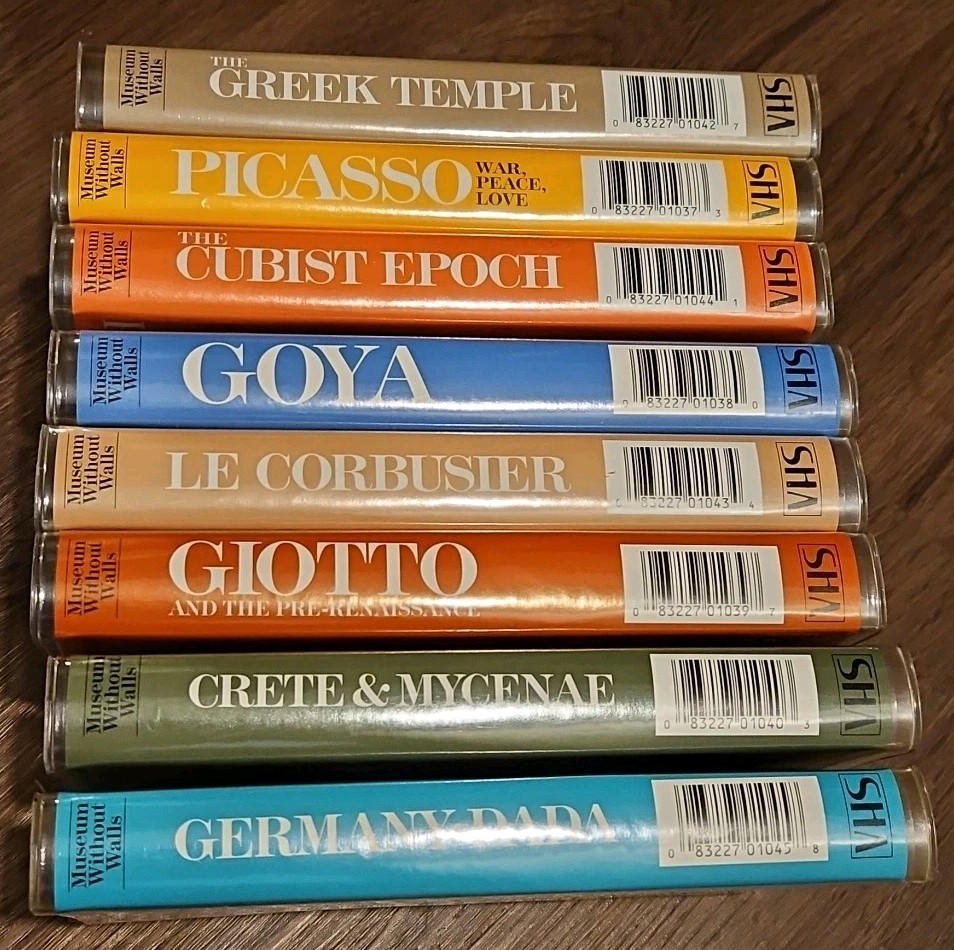 Museum
Without
Walls
THE
GREEK TEMPLE
0 83227 01042 7
VHS
Museum
Without
Walls
PICASSO
WAR,
PEACE,
LOVE
0 83227 01037 3
VHS
Museum
Without
Walls
THE
CUBIST EPOCH
0 83227 01044 1
VHS
Museum
Without
Walls
GOYA
0 83227 01038 0
VHS
Museum
Without
Walls
LE CORBUSIER
0 83227 01043 4
VHS
Museum
Without
Walls
GIOTTO
AND THE PRE-RENAISSANCE
0 83227 01039 7
VHS
Museum
Without
Walls
CRETE & MYCENAE
0 83227 01040 3
VHS
Museum
Without
Walls
GERMANY-DADA
0 83227 01045 8
VHS